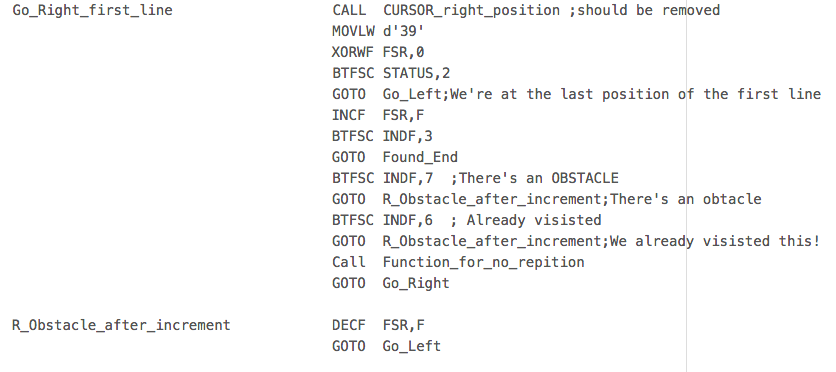 Go_Right_first_line CALL CURSOR_right_position ;should be removed
MOVLW d'39'
XORWF FSR,0
BTFSC STATUS,2
GOTO Go_Left;We're at the last position of the first line
INCF FSR,F
BTFSC INDF,3
GOTO Found_End
BTFSC INDF,7 ;There's an OBSTACLE
GOTO R_Obstacle_after_increment;There's an obtacle
BTFSC INDF,6 ; Already visisted
GOTO R_Obstacle_after_increment;We already visisted this!
Call Function_for_no_repition
GOTO Go_Right
R_Obstacle_after_increment DECF FSR,F
GOTO Go_Left